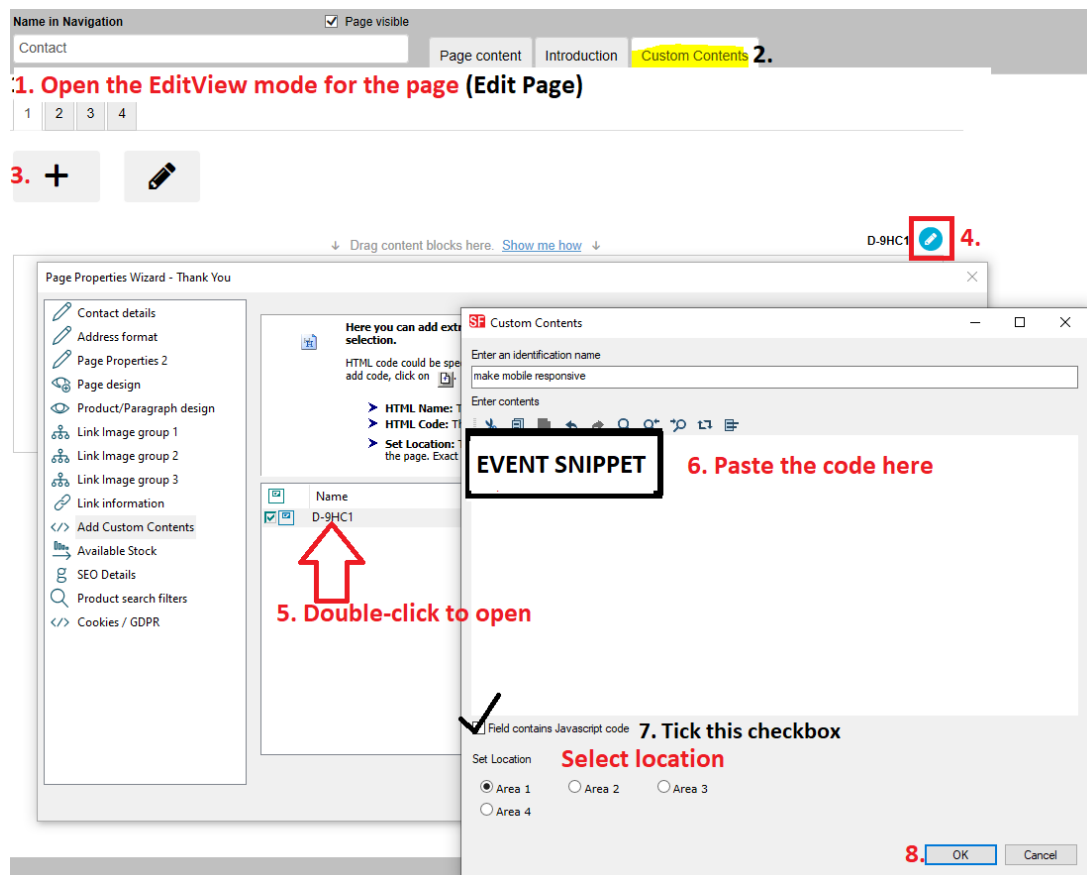 Name in Navigation
Page visible
Contact
Page content
Introduction
Custom Contents
2.
1. Open the EditView mode for the page (Edit Page)
1
2
3
4
3.
↓ Drag content blocks here. Show me how ↓
D-9HC1
4.
Page Properties Wizard - Thank You
Contact details
Address format
Page Properties 2
Page design
Product/Paragraph design
Link Image group 1
Link Image group 2
Link Image group 3
Link information
Add Custom Contents
Available Stock
SEO Details
Product search filters
Cookies / GDPR
Here you can add extr
selection.
HTML code could be spe
add code, click on
HTML Name: T
HTML Code: Th
Set Location: T
the page. Exact
Name
D-9HC1
5. Double-click to open
SF Custom Contents
Enter an identification name
make mobile responsive
Enter contents
EVENT SNIPPET
6. Paste the code here
Field contains Javascript code
7. Tick this checkbox
Set Location
Select location
Area 1
Area 2
Area 3
Area 4
8.
OK
Cancel